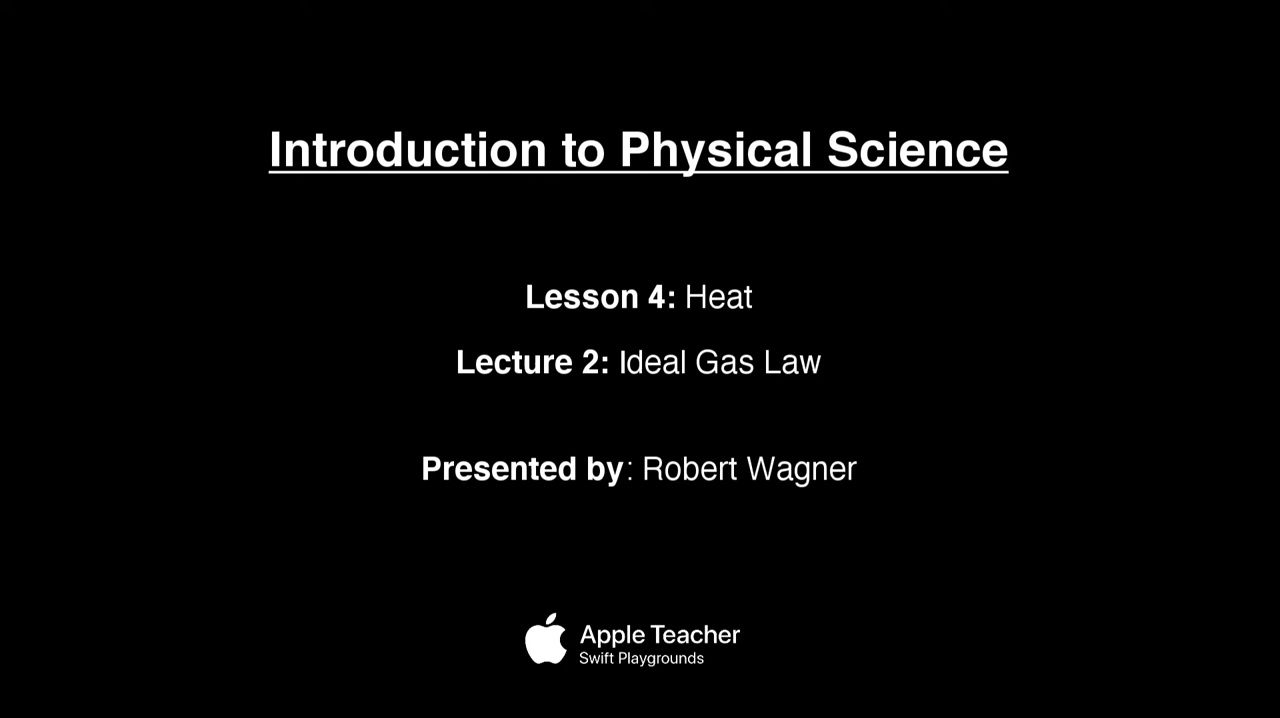 Introduction to Physical Science
Lesson 4: Heat
Lecture 2: Ideal Gas Law
Presented by: Robert Wagner
Apple Teacher
Swift Playgrounds